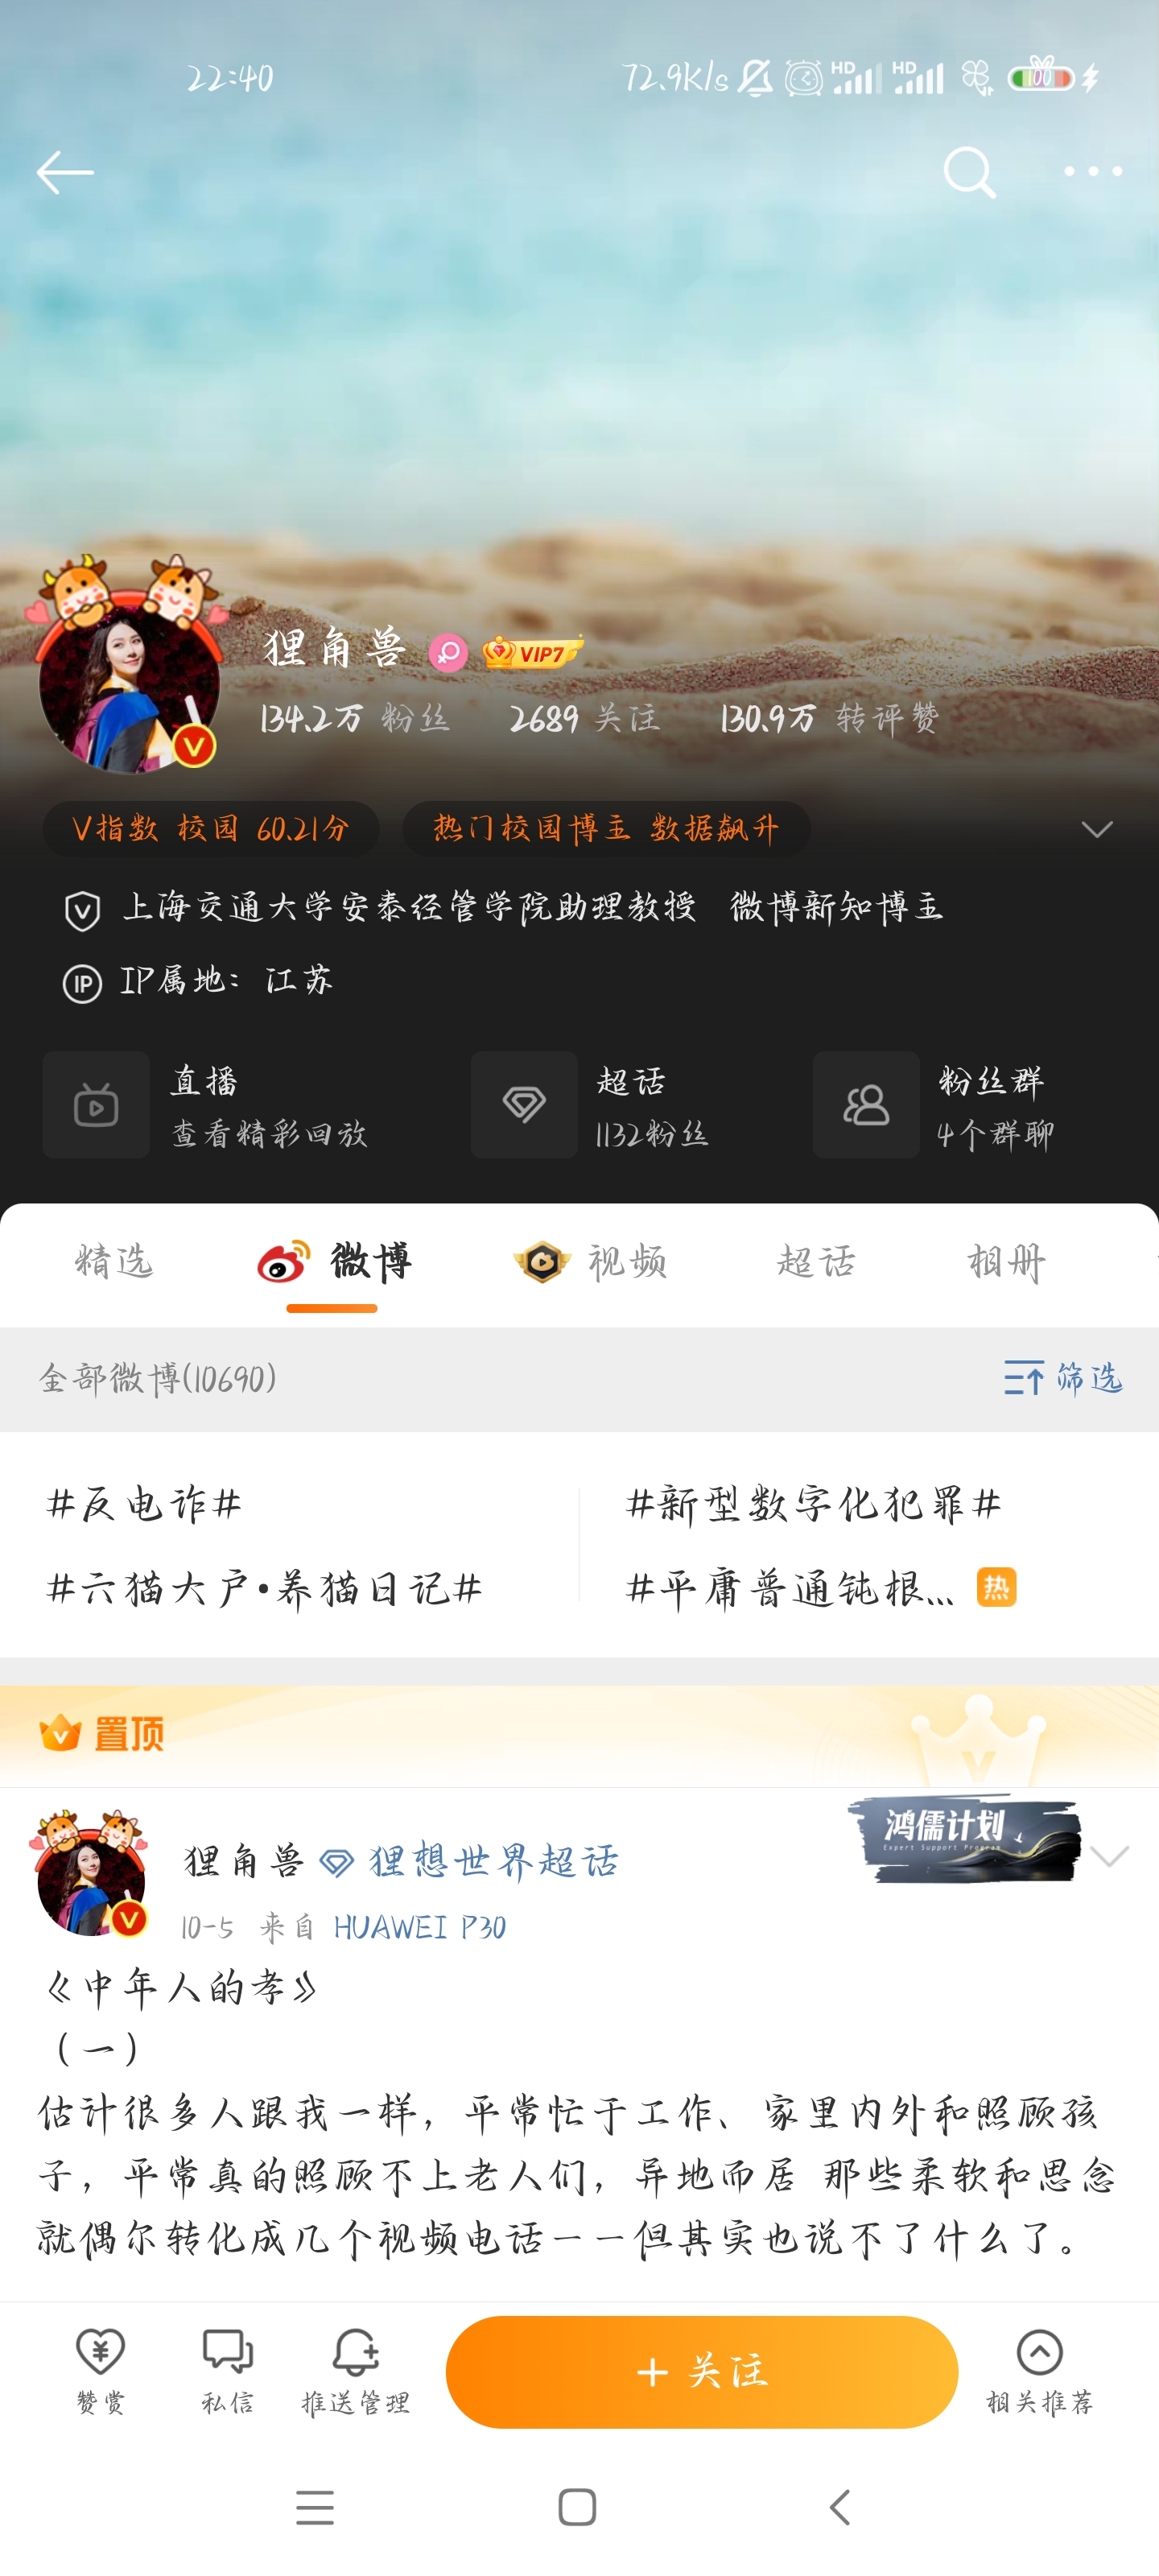 22:40 72.9K/s HD HD 100
狸角兽 VIP7
134.2万 粉丝 2689 关注 130.9万 转评赞
V指数 校园 60.21分 热门校园博主 数据飙升
上海交通大学安泰经管学院助理教授 微博新知博主
IP IP属地：江苏
直播 超话 粉丝群
查看精彩回放 1132粉丝 4个群聊
精选 微博 视频 超话 相册
全部微博(10690) 筛选
#反电诈# #新型数字化犯罪#
#六猫大户·养猫日记# #平庸普通钝根... 热
置顶
鸿儒计划
Expert Support Program
狸角兽 狸想世界超话
10-5 来自 HUAWEI P30
《中年人的孝》
（一）
估计很多人跟我一样，平常忙于工作、家里内外和照顾孩
子，平常真的照顾不上老人们，异地而居 那些柔软和思念
就偶尔转化成几个视频电话——但其实也说不了什么了。
+ 关注
赞赏 私信 推送管理 相关推荐